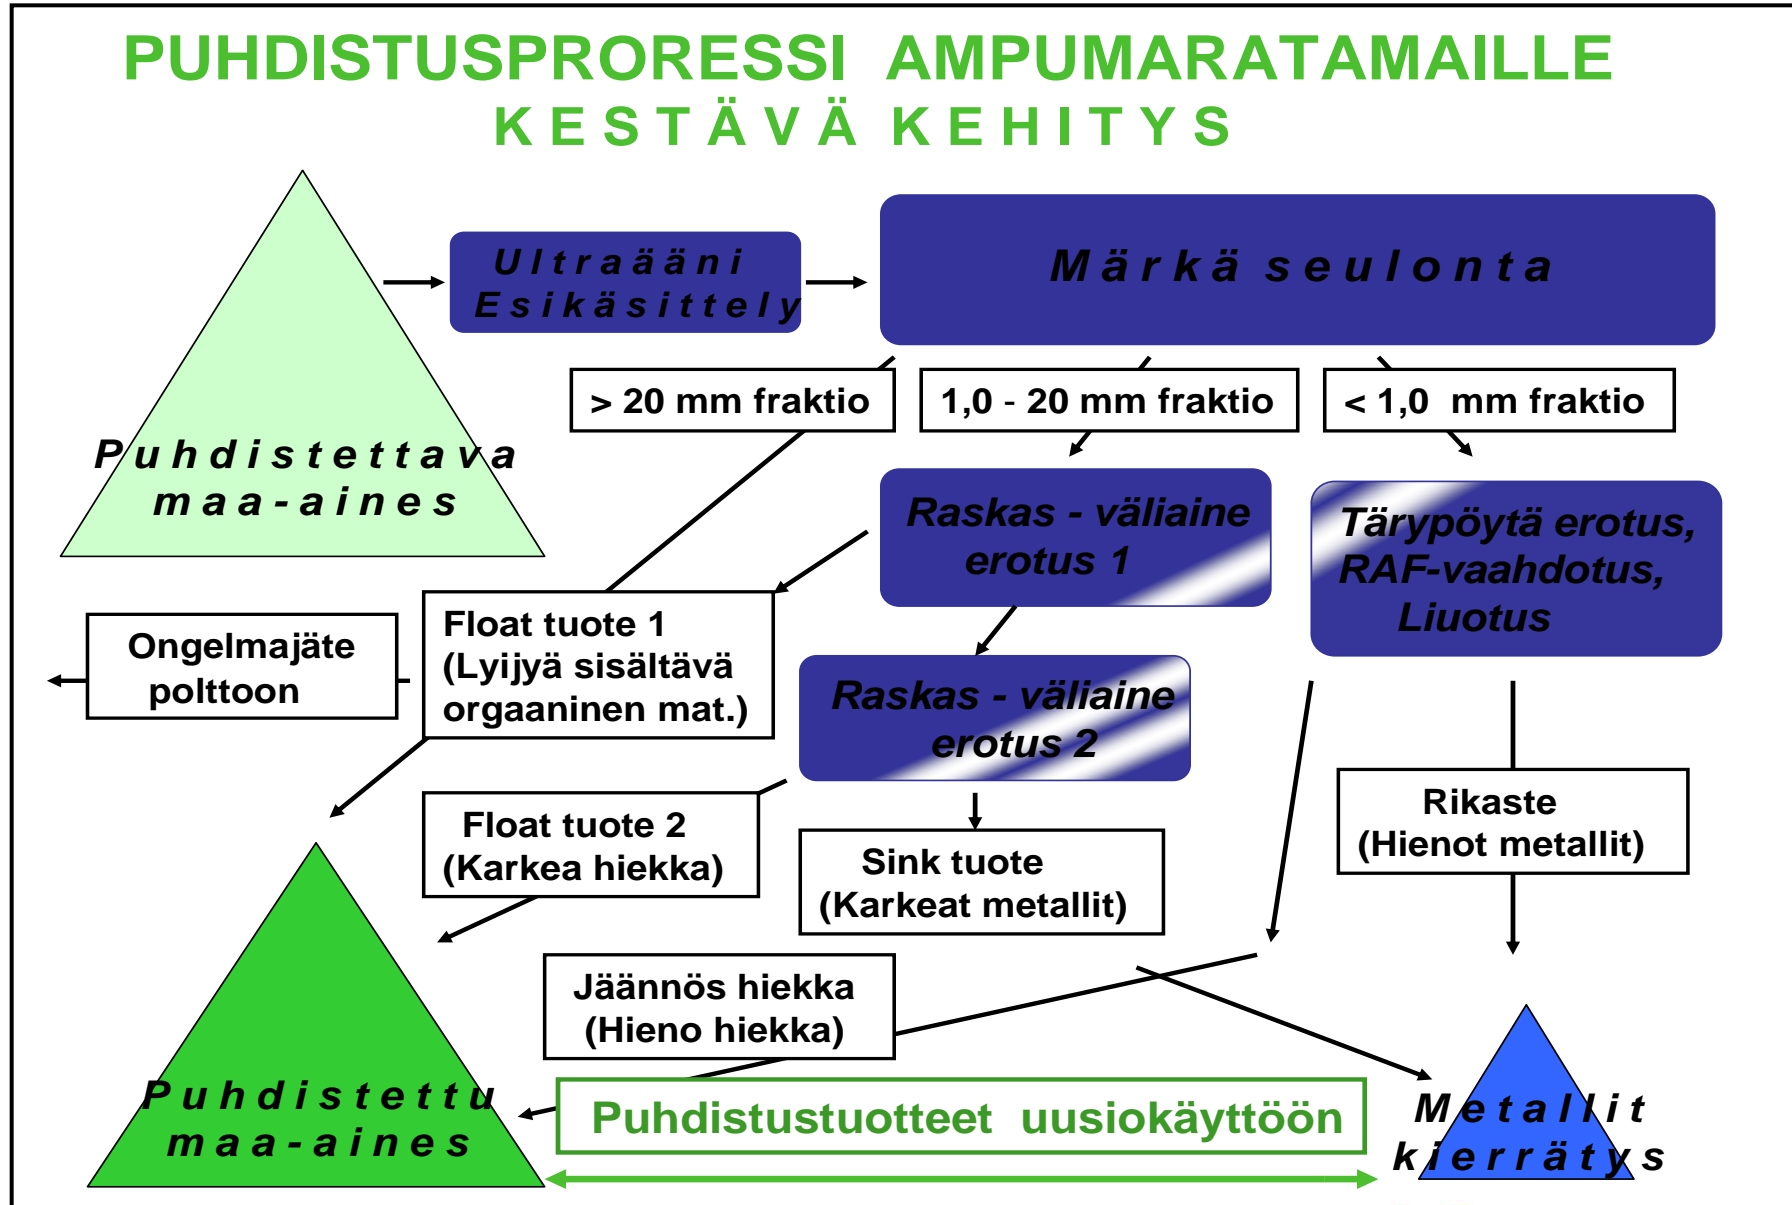 PUHDISTUSPRORESSI AMPUMARATAMAILLE
KESTÄVÄ KEHITYS
Ultraääni
Esikäsittely
Märkä seulonta
> 20 mm fraktio
1,0 - 20 mm fraktio
< 1,0 mm fraktio
Puhdistettava
maa-aines
Raskas - väliaine
erotus 1
Tärypöytä erotus,
RAF-vaahdotus,
Liuotus
Ongelmajäte
polttoon
Float tuote 1
(Lyijyä sisältävä
orgaaninen mat.)
Raskas - väliaine
erotus 2
Float tuote 2
(Karkea hiekka)
Sink tuote
(Karkeat metallit)
Rikaste
(Hienot metallit)
Jäännös hiekka
(Hieno hiekka)
Puhdistettu
maa-aines
Puhdistustuotteet uusiokäyttöön
Metallit
kierrätys